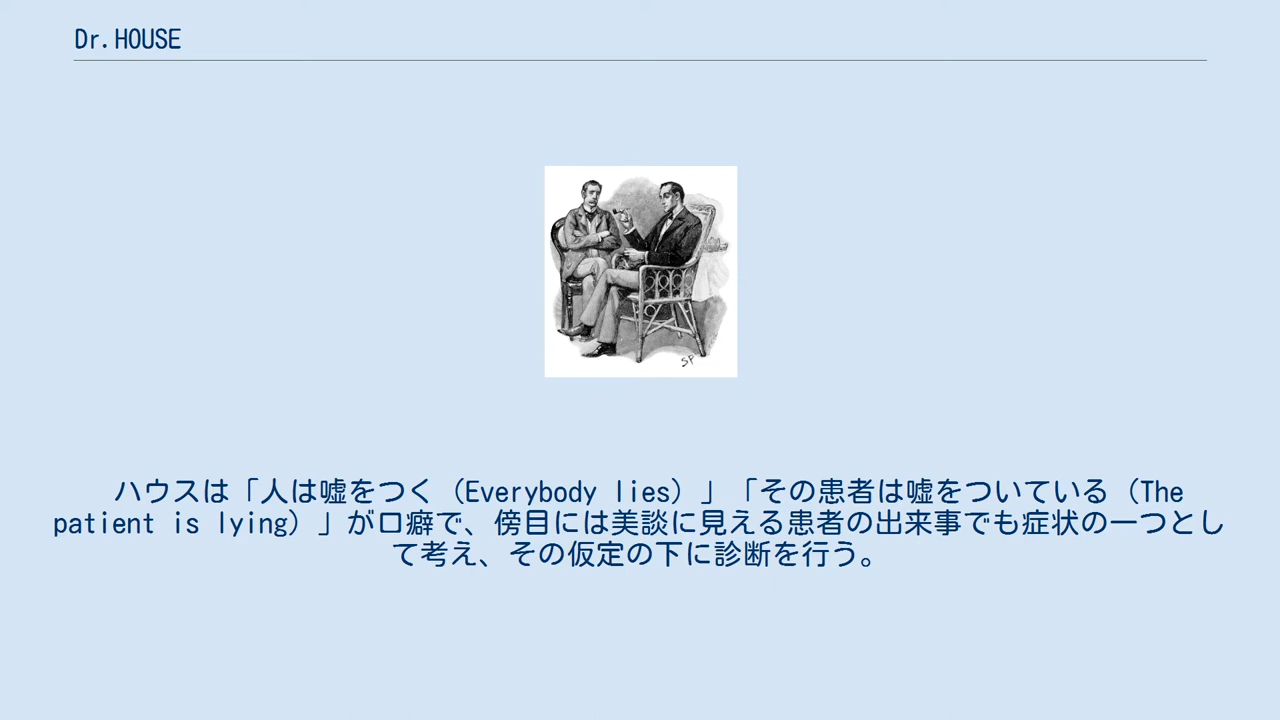 Dr.HOUSE
SP
ハウスは「人は嘘をつく（Everybody lies）」「その患者は嘘をついている（The
patient is lying）」が口癖で、傍目には美談に見える患者の出来事でも症状の一つとし
て考え、その仮定の下に診断を行う。